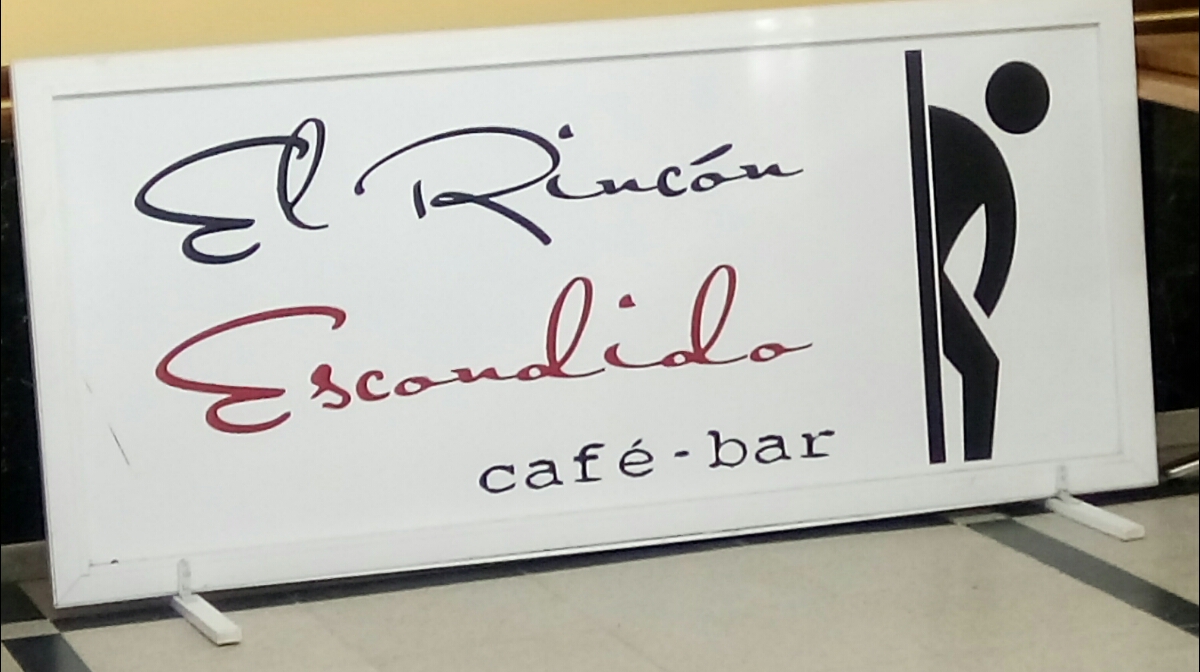 El Rincón
Escondido
café-bar